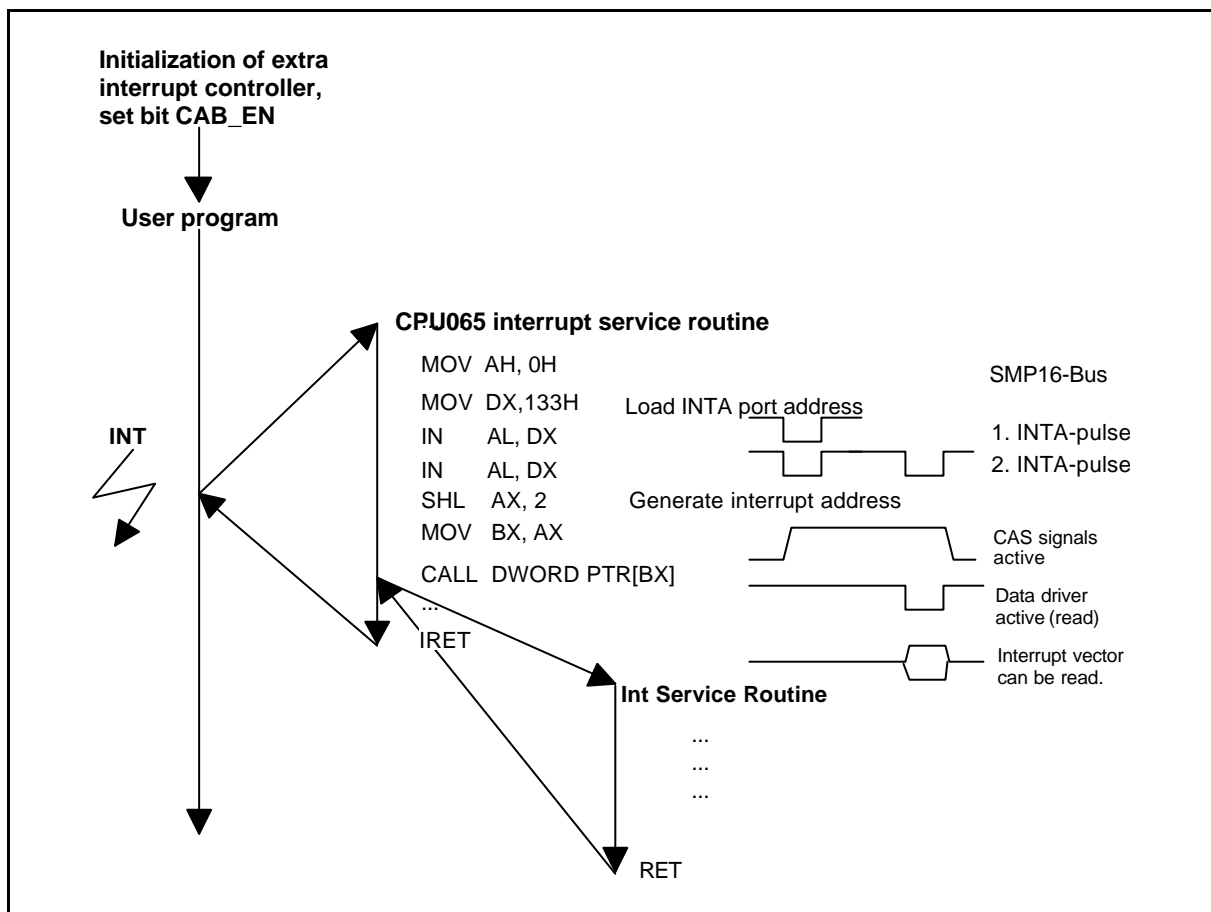 Initialization of extra
interrupt controller,
set bit CAB_EN
User program
INT
CPU065 interrupt service routine
...
MOV AH, 0H
MOV DX,133H
Load INTA port address
IN AL, DX
IN AL, DX
SHL AX, 2
Generate interrupt address
MOV BX, AX
CALL DWORD PTR[BX]
...
IRET
SMP16-Bus
1. INTA-pulse
2. INTA-pulse
CAS signals
active
Data driver
active (read)
Interrupt vector
can be read.
Int Service Routine
...
...
...
RET